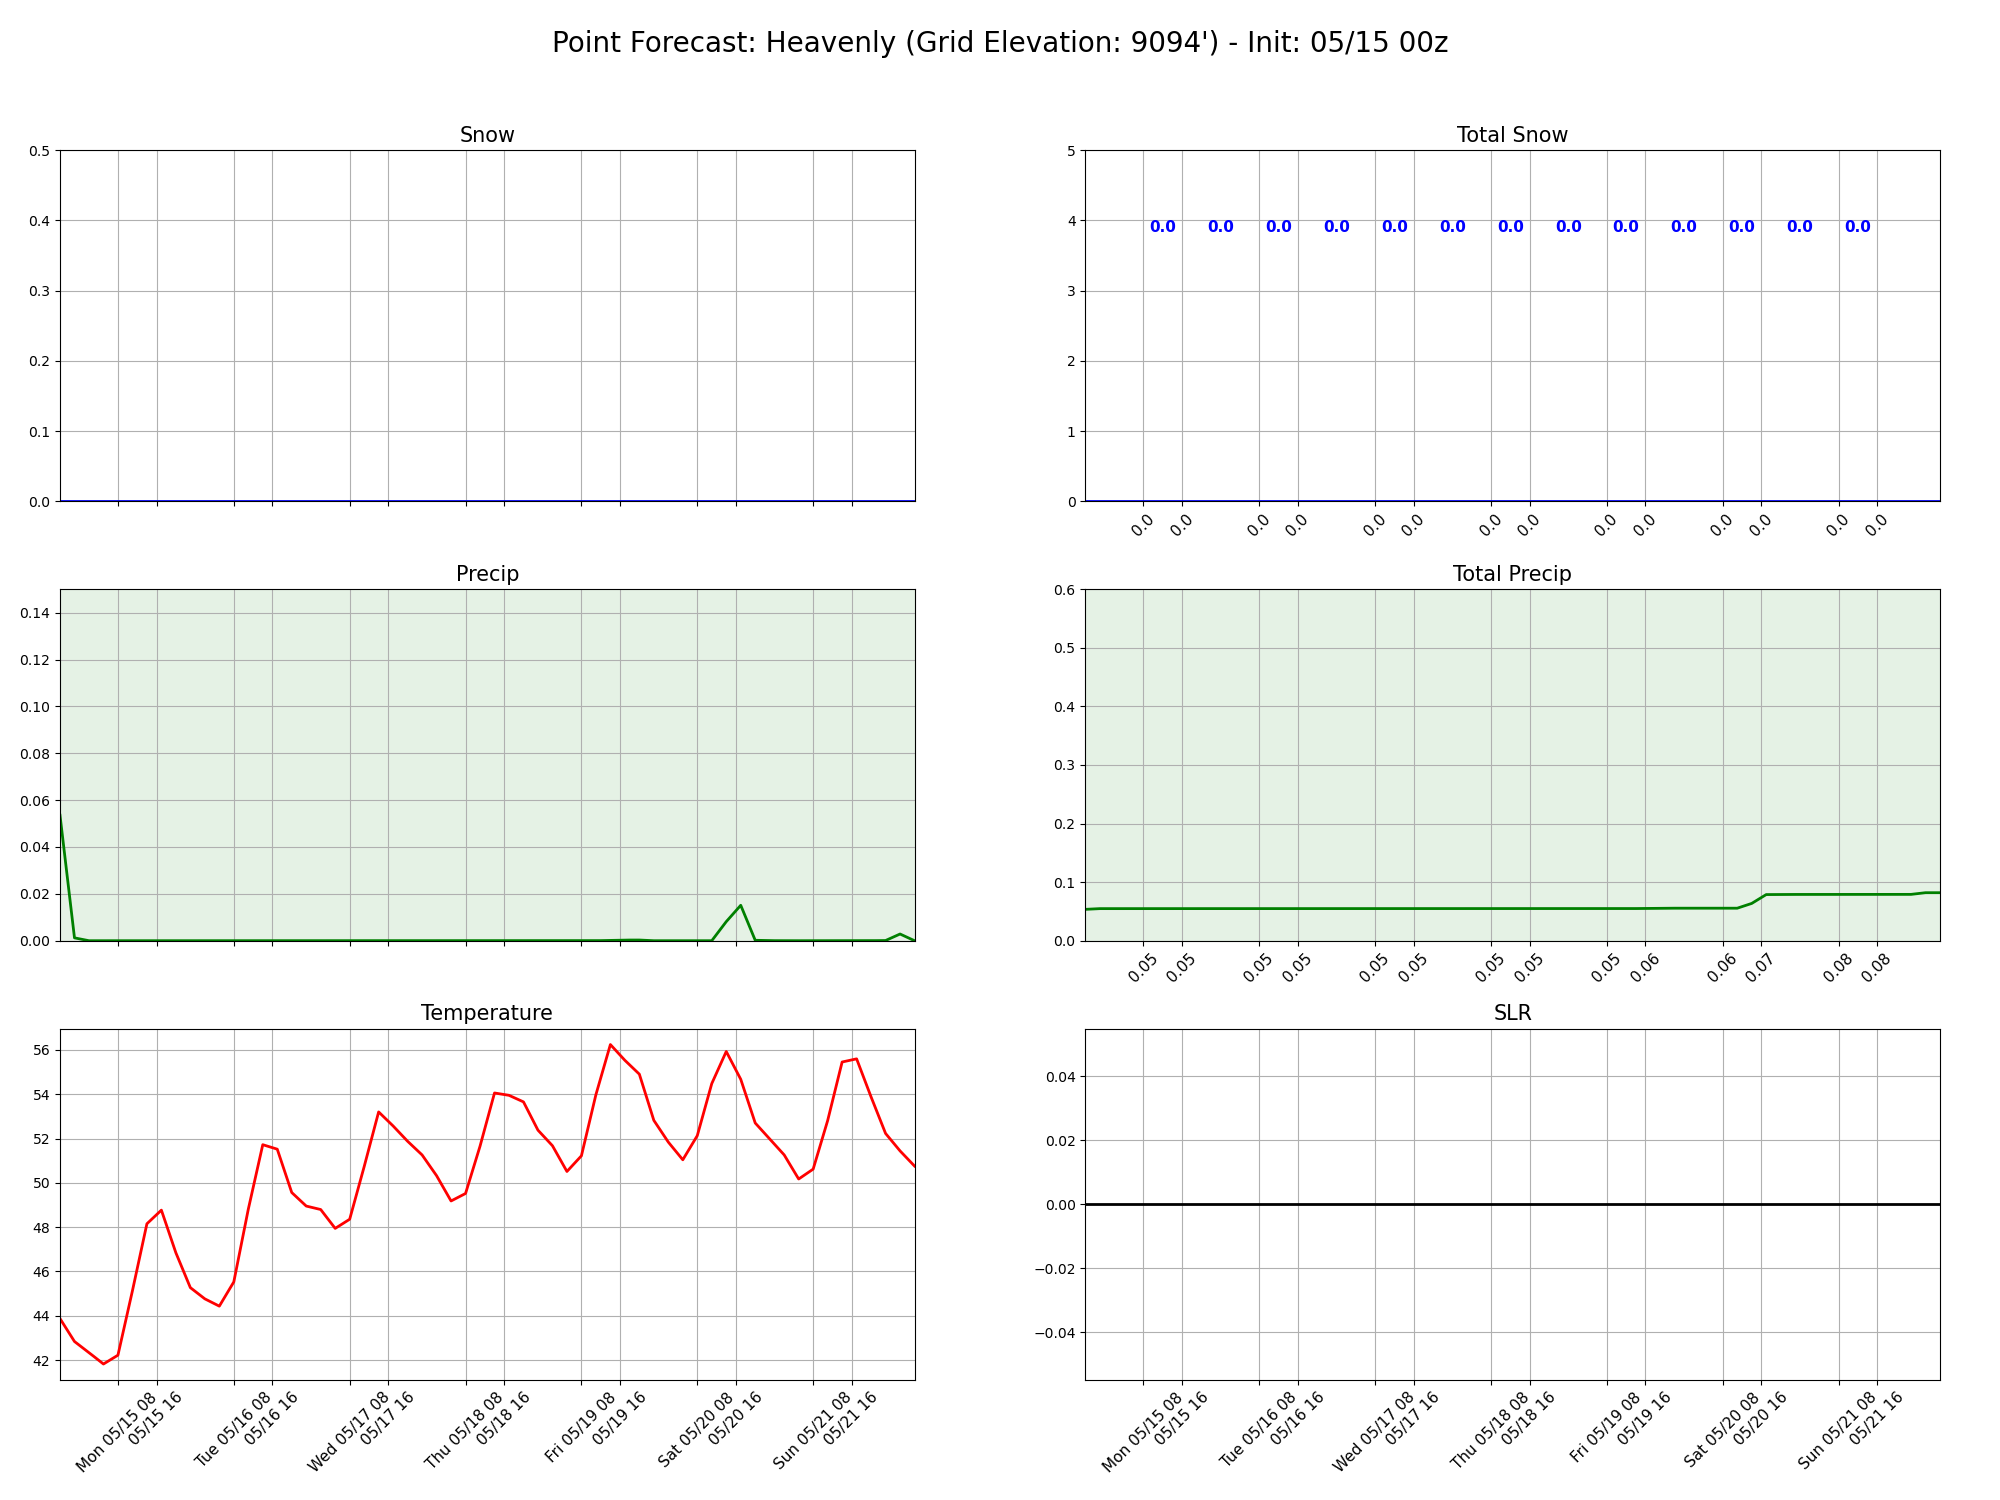 Point Forecast: Heavenly (Grid Elevation: 9094') - Init: 05/15 00z
Snow
0.5
0.4
0.3
0.2
0.1
0.0
Total Snow
5
4
3
2
1
0
0.0 0.0 0.0 0.0 0.0 0.0 0.0 0.0 0.0 0.0 0.0 0.0 0.0
0.0 0.0 0.0 0.0 0.0 0.0 0.0 0.0 0.0 0.0 0.0 0.0 0.0 0.0
Precip
0.14
0.12
0.10
0.08
0.06
0.04
0.02
0.00
Total Precip
0.6
0.5
0.4
0.3
0.2
0.1
0.0
0.05 0.05 0.05 0.05 0.05 0.05 0.05 0.05 0.05 0.06 0.06 0.07 0.08 0.08
Temperature
56
54
52
50
48
46
44
42
Mon 05/15 08
05/15 16
Tue 05/16 08
05/16 16
Wed 05/17 08
05/17 16
Thu 05/18 08
05/18 16
Fri 05/19 08
05/19 16
Sat 05/20 08
05/20 16
Sun 05/21 08
05/21 16
SLR
0.04
0.02
0.00
−0.02
−0.04
Mon 05/15 08
05/15 16
Tue 05/16 08
05/16 16
Wed 05/17 08
05/17 16
Thu 05/18 08
05/18 16
Fri 05/19 08
05/19 16
Sat 05/20 08
05/20 16
Sun 05/21 08
05/21 16